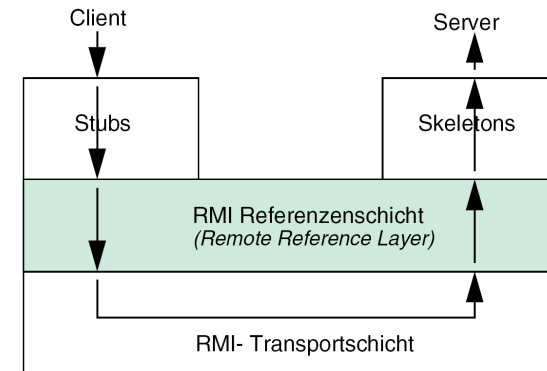 Client
Server
Stubs
Skeletons
RMI Referenzenschicht
(Remote Reference Layer)
RMI- Transportschicht